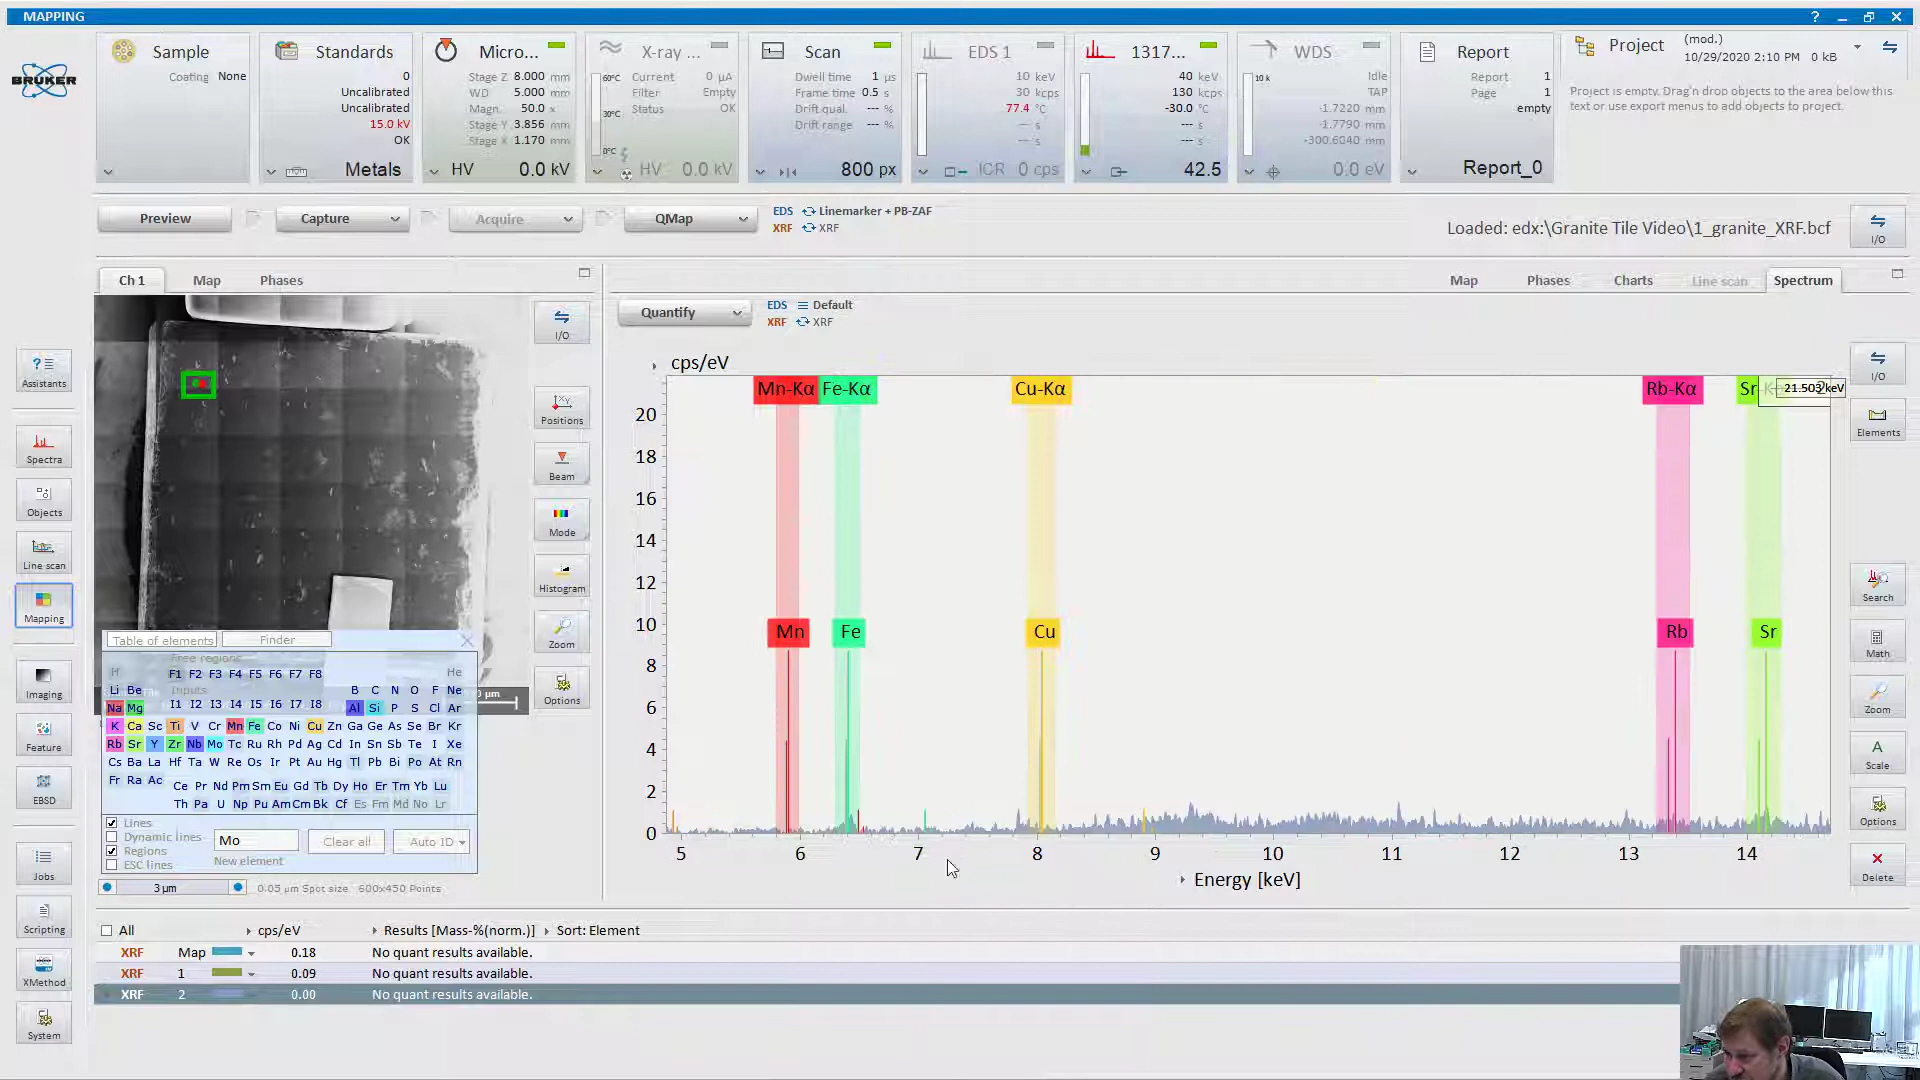 MAPPING
?
BRUKER
Sample
Coating None
Standards
0
Uncalibrated
Uncalibrated
15.0 kV
OK
Metals
Micro...
Stage Z 8.000 mm
WD 5.000 mm
Magn. 50.0 x
Stage Y 3.856 mm
Stage X 1.170 mm
HV 0.0 kV
X-ray ...
60°C Current 0 µA
Filter Empty
30°C Status OK
0°C
HV 0.0 kV
Scan
Dwell time 1 µs
Frame time 0.5 s
Drift qual. --- %
Drift range --- %
800 px
EDS 1
10 keV
30 kcps
77.4 °C
--- s
--- s
ICR 0 cps
1317...
40 keV
130 kcps
-30.0 °C
--- s
--- s
42.5
WDS
10 k Idle
TAP
-1.7220 mm
-1.7790 mm
-300.6040 mm
0.0 eV
Report
Report 1
Page 1
empty
Report_0
Project
(mod.)
10/29/2020 2:10 PM 0 kB
Project is empty. Drag'n drop objects to the area below this
text or use export menus to add objects to project.
Preview
Capture
Acquire
QMap
EDS Linemarker + PB-ZAF
XRF XRF
Loaded: edx:\Granite Tile Video\1_granite_XRF.bcf
I/O
Ch 1 Map Phases
Map Phases Charts Line scan Spectrum
Assistants
Spectra
Objects
Line scan
Mapping
Imaging
Feature
EBSD
Jobs
Scripting
XMethod
System
I/O
Positions
Beam
Mode
Histogram
Zoom
Options
Quantify
EDS Default
XRF XRF
cps/eV
Mn-Kα Fe-Kα Cu-Kα Rb-Kα Sr
21.503 keV
20
18
16
14
12
10
8
6
4
2
0
Mn Fe Cu Rb Sr
5 6 7 8 9 10 11 12 13 14
Energy [keV]
I/O
Elements
Search
Math
Zoom
A
Scale
Options
Delete
µm
Table of elements Finder
Free regions
H F1 F2 F3 F4 F5 F6 F7 F8 He
Li Be Inputs B C N O F Ne
Na Mg I1 I2 I3 I4 I5 I6 I7 I8 Al Si P S Cl Ar
K Ca Sc Ti V Cr Mn Fe Co Ni Cu Zn Ga Ge As Se Br Kr
Rb Sr Y Zr Nb Mo Tc Ru Rh Pd Ag Cd In Sn Sb Te I Xe
Cs Ba La Hf Ta W Re Os Ir Pt Au Hg Tl Pb Bi Po At Rn
Fr Ra Ac
Ce Pr Nd Pm Sm Eu Gd Tb Dy Ho Er Tm Yb Lu
Th Pa U Np Pu Am Cm Bk Cf Es Fm Md No Lr
Lines
Dynamic lines
Regions
ESC lines
Mo
New element
Clear all
Auto ID
3 µm
0.05 µm Spot size 600x450 Points
All cps/eV Results [Mass-%(norm.)] Sort: Element
XRF Map 0.18 No quant results available.
XRF 1 0.09 No quant results available.
XRF 2 0.00 No quant results available.